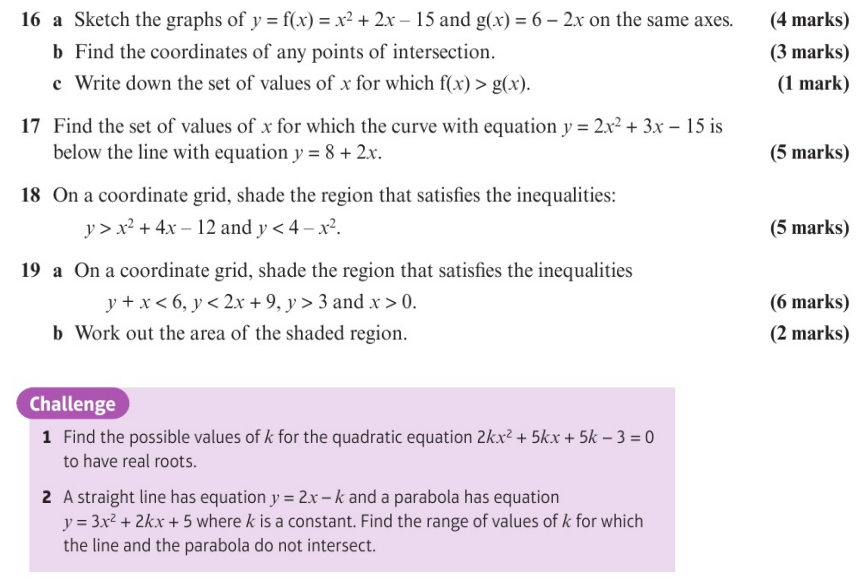 16 a Sketch the graphs of y = f(x) = x² + 2x – 15 and g(x) = 6 – 2x on the same axes. (4 marks)
b Find the coordinates of any points of intersection. (3 marks)
c Write down the set of values of x for which f(x) > g(x). (1 mark)
17 Find the set of values of x for which the curve with equation y = 2x² + 3x – 15 is
below the line with equation y = 8 + 2x. (5 marks)
18 On a coordinate grid, shade the region that satisfies the inequalities:
y > x² + 4x – 12 and y < 4 – x². (5 marks)
19 a On a coordinate grid, shade the region that satisfies the inequalities
y + x < 6, y < 2x + 9, y > 3 and x > 0. (6 marks)
b Work out the area of the shaded region. (2 marks)
Challenge
1 Find the possible values of k for the quadratic equation 2kx² + 5kx + 5k – 3 = 0
to have real roots.
2 A straight line has equation y = 2x – k and a parabola has equation
y = 3x² + 2kx + 5 where k is a constant. Find the range of values of k for which
the line and the parabola do not intersect.